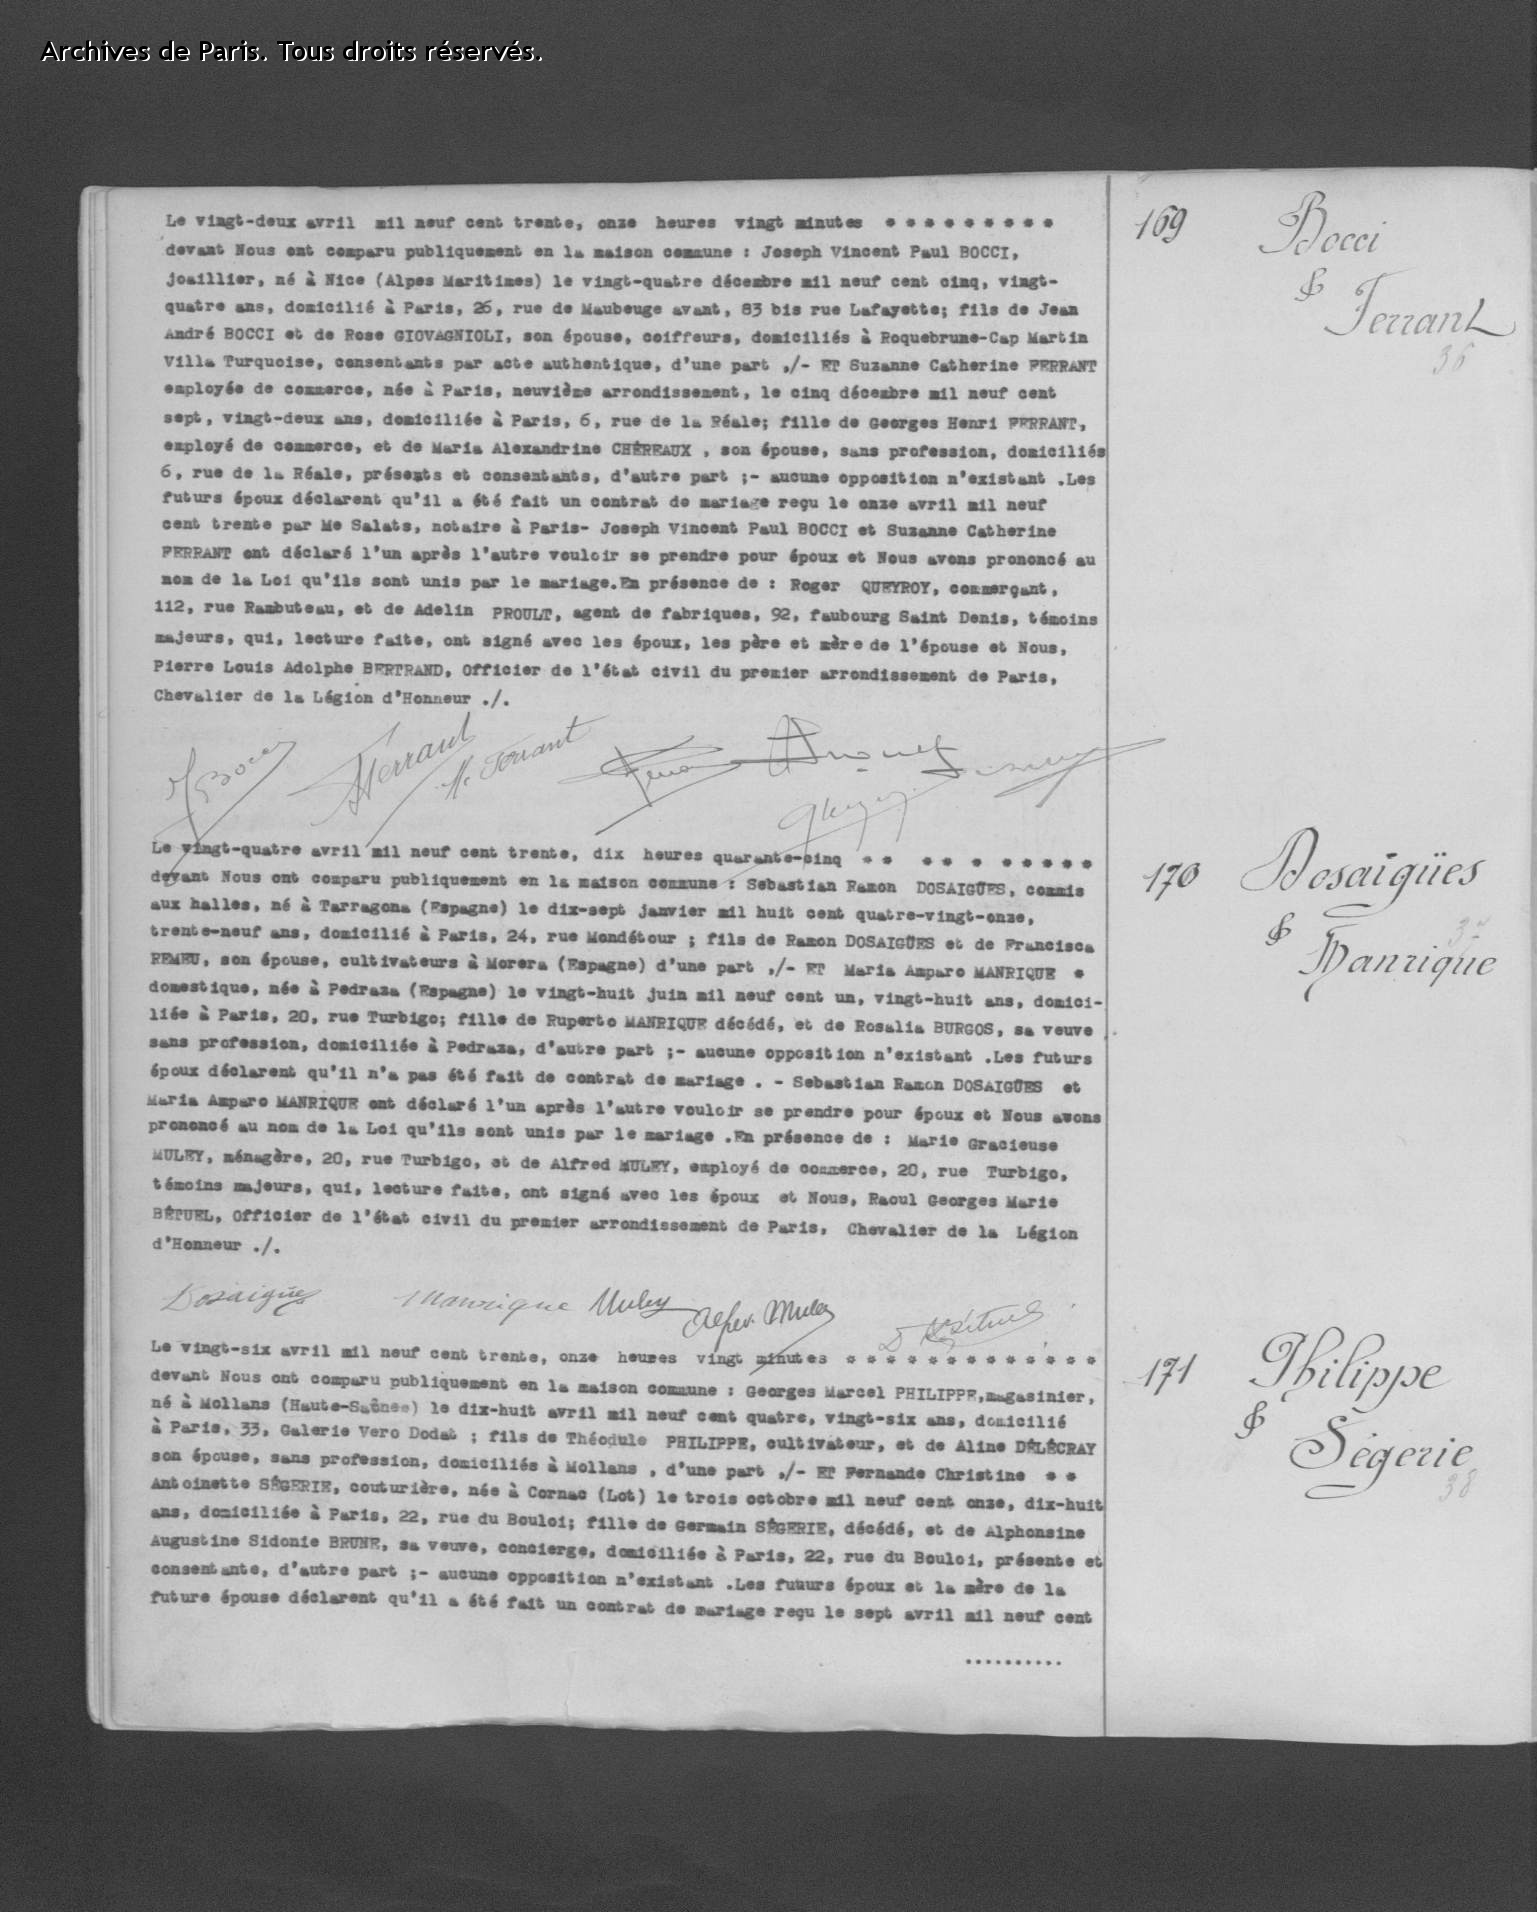 Archives de Paris. Tous droits réservés.
Le vingt-deux avril mil neuf cent trente, onze heures vingt minutes * * * * * * * * *
devant Nous ont comparu publiquement en la maison commune : Joseph Vincent Paul BOCCI,
joaillier, né à Nice (Alpes Maritimes) le vingt-quatre décembre mil neuf cent cinq, vingt-
quatre ans, domicilié à Paris, 26, rue de Maubeuge avant, 83 bis rue Lafayette; fils de Jean
André BOCCI et de Rose GIOVAGNIOLI, son épouse, coiffeurs, domiciliés à Roquebrune-Cap Martin
Villa Turquoise, consentants par acte authentique, d'une part ,/- ET Suzanne Catherine FERRANT
employée de commerce, née à Paris, neuvième arrondissement, le cinq décembre mil neuf cent
sept, vingt-deux ans, domiciliée à Paris, 6, rue de la Réale; fille de Georges Henri FERRANT,
employé de commerce, et de Maria Alexandrine CHÉREAUX , son épouse, sans profession, domiciliés
6, rue de la Réale, présents et consentants, d'autre part ;- aucune opposition n'existant .Les
futurs époux déclarent qu'il a été fait un contrat de mariage reçu le onze avril mil neuf
cent trente par Me Salats, notaire à Paris- Joseph Vincent Paul BOCCI et Suzanne Catherine
FERRANT ont déclaré l'un après l'autre vouloir se prendre pour époux et Nous avons prononcé au
nom de la Loi qu'ils sont unis par le mariage.En présence de : Roger QUEYROY, commerçant,
112, rue Rambuteau, et de Adelin PROULT, agent de fabriques, 92, faubourg Saint Denis, témoins
majeurs, qui, lecture faite, ont signé avec les époux, les père et mère de l'épouse et Nous,
Pierre Louis Adolphe BERTRAND, Officier de l'état civil du premier arrondissement de Paris,
Chevalier de la Légion d'Honneur ./.
169 Bocci
&
Ferrant
36
J Bocci SFerrant M. Ferrant
Le vingt-quatre avril mil neuf cent trente, dix heures quarante-cinq * * * * * * * * * *
devant Nous ont comparu publiquement en la maison commune : Sebastian Ramon DOSAIGÜES, commis
aux halles, né à Tarragona (Espagne) le dix-sept janvier mil huit cent quatre-vingt-onze,
trente-neuf ans, domicilié à Paris, 24, rue Mondétour ; fils de Ramon DOSAIGÜES et de Francisca
REMEU, son épouse, cultivateurs à Morera (Espagne) d'une part ,/- ET Maria Amparo MANRIQUE *
domestique, née à Pedraza (Espagne) le vingt-huit juin mil neuf cent un, vingt-huit ans, domici-
liée à Paris, 20, rue Turbigo; fille de Ruperto MANRIQUE décédé, et de Rosalia BURGOS, sa veuve ,
sans profession, domiciliée à Pedraza, d'autre part ;- aucune opposition n'existant .Les futurs
époux déclarent qu'il n'a pas été fait de contrat de mariage . - Sebastian Ramon DOSAIGÜES et
Maria Amparo MANRIQUE ont déclaré l'un après l'autre vouloir se prendre pour époux et Nous avons
prononcé au nom de la Loi qu'ils sont unis par le mariage .En présence de : Marie Gracieuse
MULEY, ménagère, 20, rue Turbigo, et de Alfred MULEY, employé de commerce, 20, rue Turbigo,
témoins majeurs, qui, lecture faite, ont signé avec les époux et Nous, Raoul Georges Marie
BÉTUEL, Officier de l'état civil du premier arrondissement de Paris, Chevalier de la Légion
d'Honneur ./.
170 Dosaigües
&
Manrique
Dosaigües Manrique Muley Alfred Muley
Le vingt-six avril mil neuf cent trente, onze heures vingt minutes * * * * * * * * * * * * *
devant Nous ont comparu publiquement en la maison commune : Georges Marcel PHILIPPE,magasinier,
né à Mollans (Haute-Saônee) le dix-huit avril mil neuf cent quatre, vingt-six ans, domicilié
à Paris, 33, Galerie Vero Dodat ; fils de Théodule PHILIPPE, cultivateur, et de Aline DÉLÉCRAY
son épouse, sans profession, domiciliés à Mollans , d'une part ,/- ET Fernande Christine * *
Antoinette SÉGERIE, couturière, née à Cornac (Lot) le trois octobre mil neuf cent onze, dix-huit
ans, domiciliée à Paris, 22, rue du Bouloi; fille de Germain SÉGERIE, décédé, et de Alphonsine
Augustine Sidonie BRUNE, sa veuve, concierge, domiciliée à Paris, 22, rue du Bouloi, présente et
consentante, d'autre part ;- aucune opposition n'existant .Les futurs époux et la mère de la
future épouse déclarent qu'il a été fait un contrat de mariage reçu le sept avril mil neuf cent
..........
171 Philippe
&
Ségerie
38